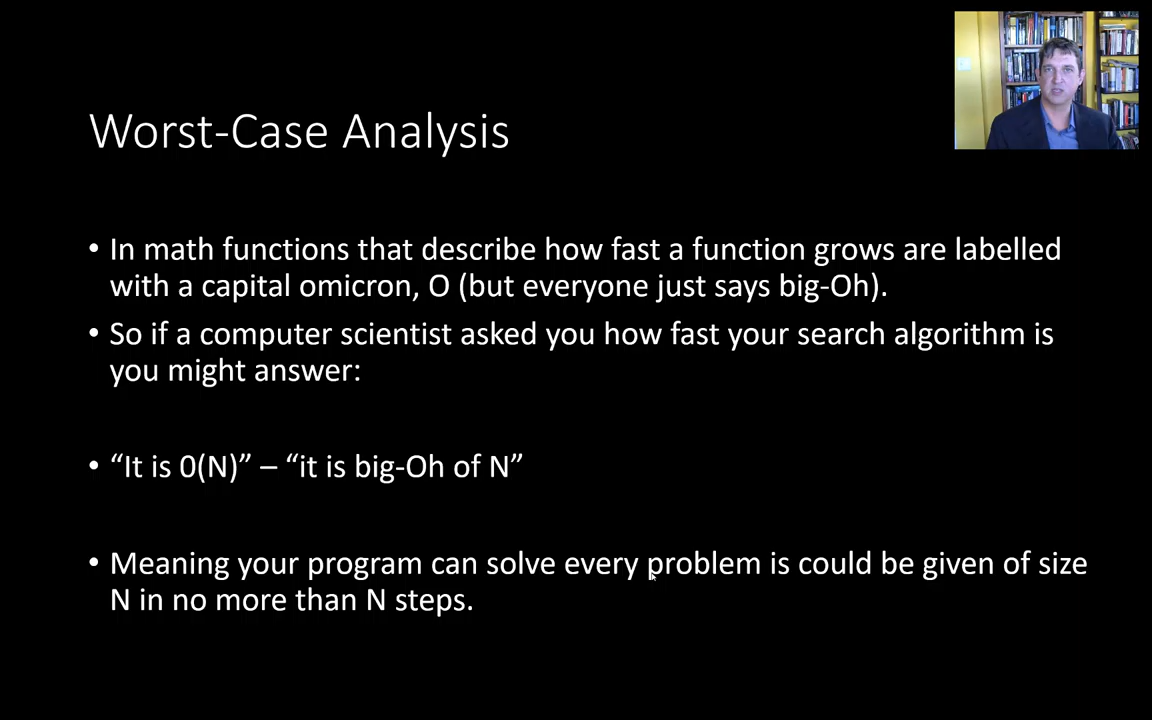 Worst-Case Analysis
• In math functions that describe how fast a function grows are labelled
with a capital omicron, O (but everyone just says big-Oh).
• So if a computer scientist asked you how fast your search algorithm is
you might answer:
• “It is 0(N)” – “it is big-Oh of N”
• Meaning your program can solve every problem is could be given of size
N in no more than N steps.